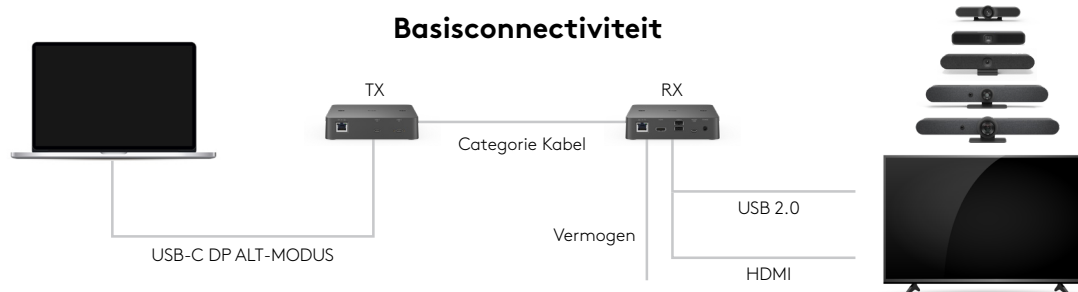 Basisconnectiviteit
TX
RX
Categorie Kabel
USB 2.0
Vermogen
USB-C DP ALT-MODUS
HDMI